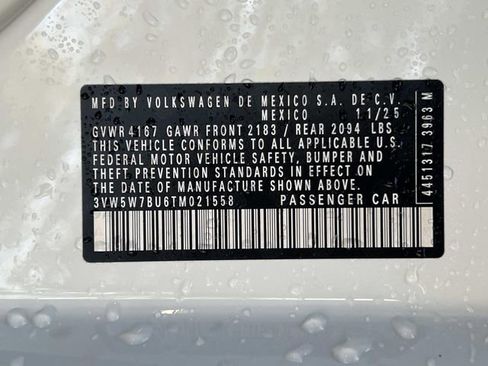 MFD BY VOLKSWAGEN DE MEXICO S.A. DE C.V.
MEXICO 11/25
GVWR 4167 GAWR FRONT 2183 / REAR 2094 LBS.
THIS VEHICLE CONFORMS TO ALL APPLICABLE U.S.
FEDERAL MOTOR VEHICLE SAFETY, BUMPER AND
THEFT PREVENTION STANDARDS IN EFFECT ON
THE DATE OF MANUFACTURE SHOWN ABOVE.
3VW5W7BU6TM021558 PASSENGER CAR
4451317 3963 M